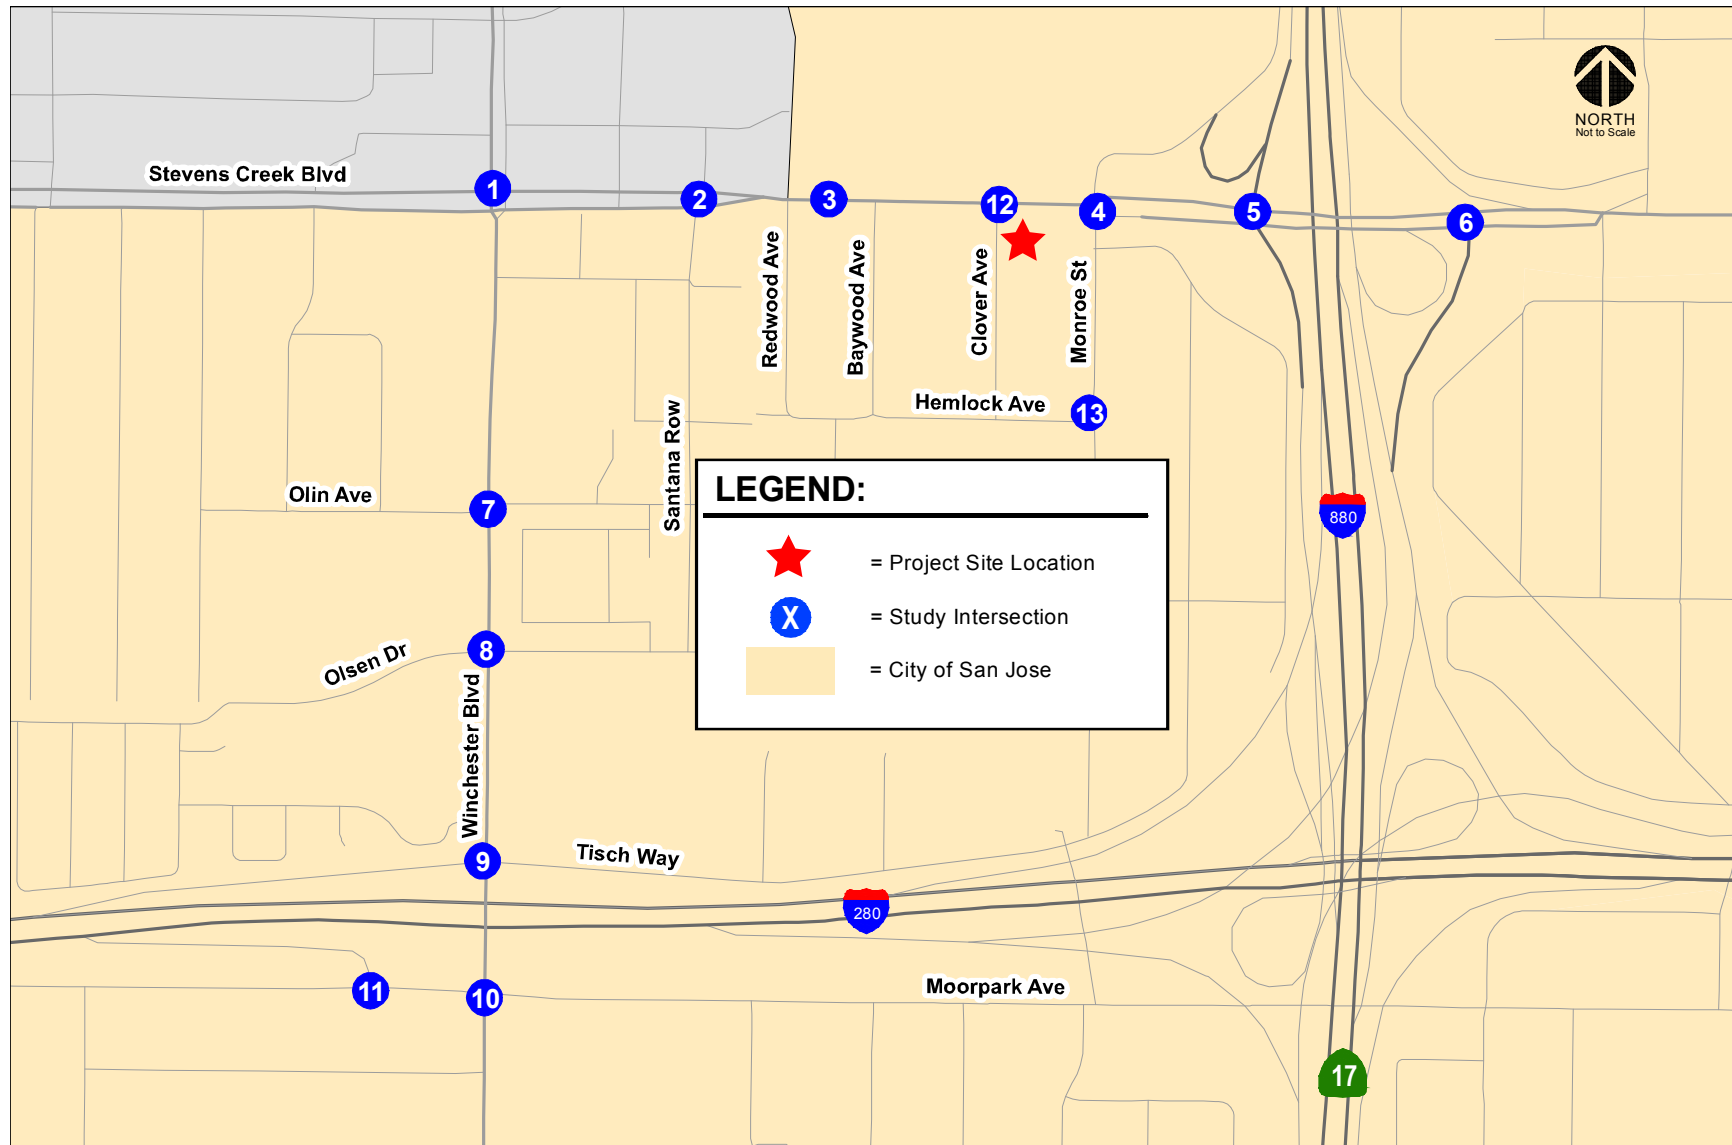 NORTH
Not to Scale
Stevens Creek Blvd
1
2
3
12
4
5
6
Redwood Ave
Baywood Ave
Clover Ave
Monroe St
Hemlock Ave
13
Santana Row
Olin Ave
7
LEGEND:
880
= Project Site Location
X
= Study Intersection
= City of San Jose
Olsen Dr
8
Winchester Blvd
9
Tisch Way
280
11
10
Moorpark Ave
17